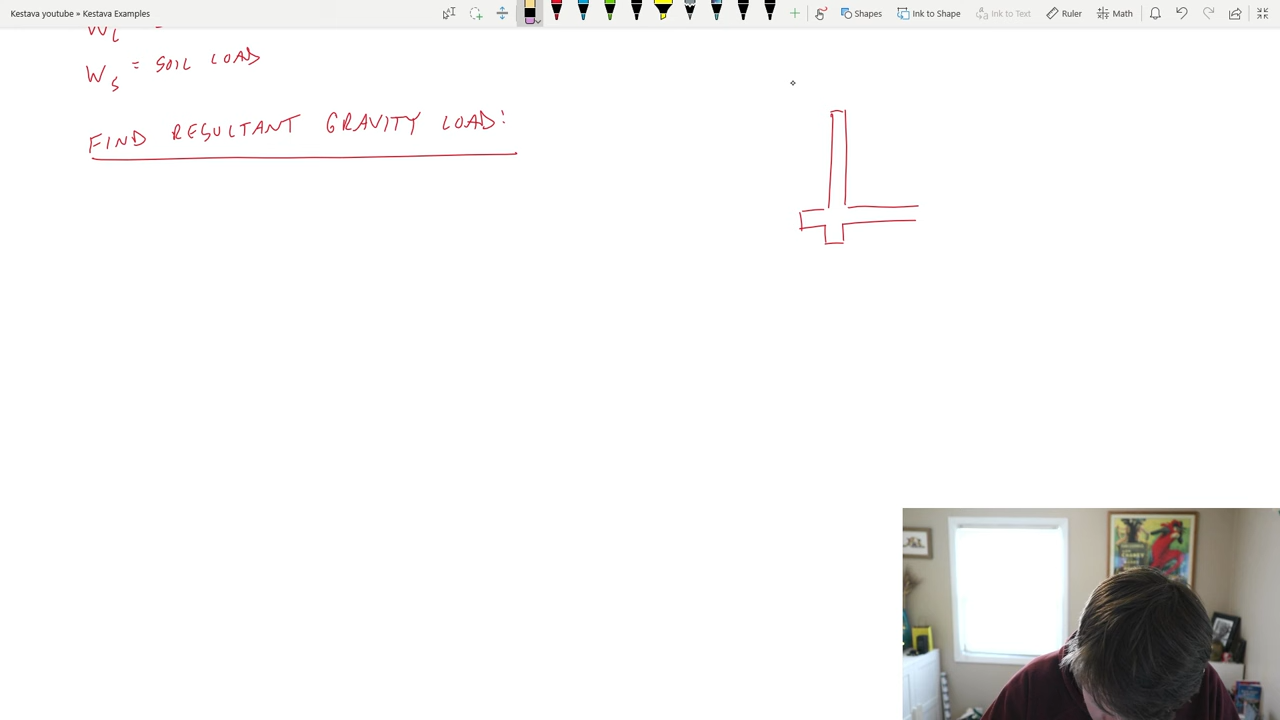 Kestava youtube » Kestava Examples
Shapes
Ink to Shape
Ink to Text
Ruler
Math
W_s = SOIL LOAD
FIND RESULTANT GRAVITY LOAD: